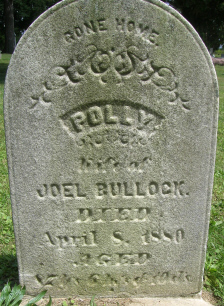 GONE HOME.
POLLY.
Wife of
JOEL BULLOCK.
DIED
April 8, 1880
AGED